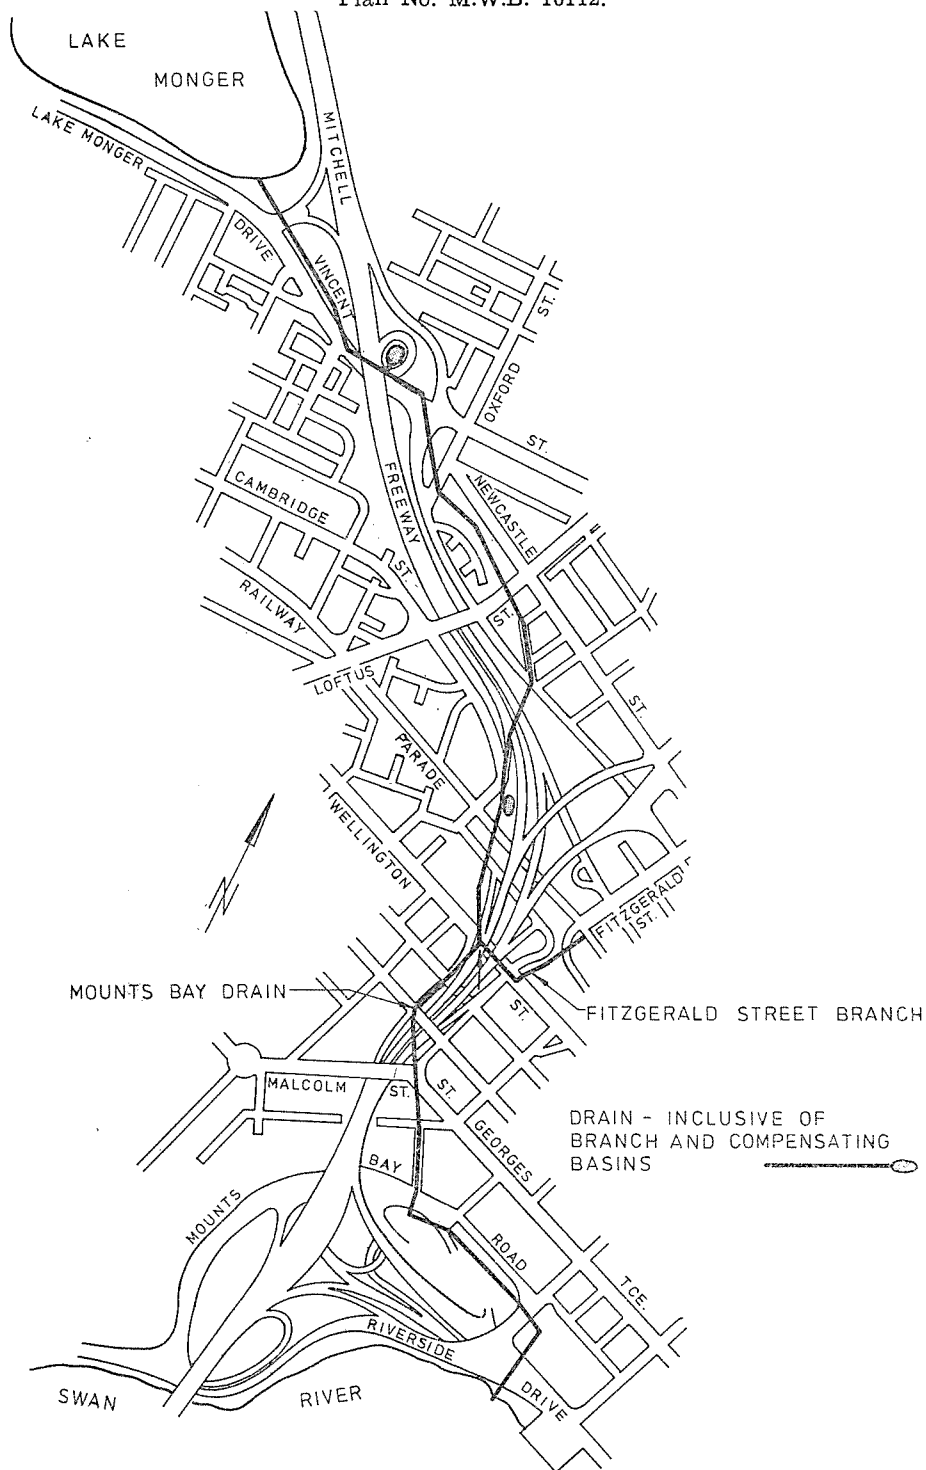 Plan No. M.W.B. 16112.
LAKE
MONGER
LAKE MONGER
DRIVE
MITCHELL
VINCENT
ST.
OXFORD
ST.
FREEWAY
NEWCASTLE
CAMBRIDGE
ST.
RAILWAY
ST.
LOFTUS
ST.
PARADE
WELLINGTON
FITZGERALD
ST.
N
MOUNTS BAY DRAIN
ST.
FITZGERALD STREET BRANCH
MALCOLM
ST.
ST.
GEORGES
DRAIN - INCLUSIVE OF
BRANCH AND COMPENSATING
BASINS
BAY
MOUNTS
ROAD
TCE.
RIVERSIDE
DRIVE
SWAN
RIVER